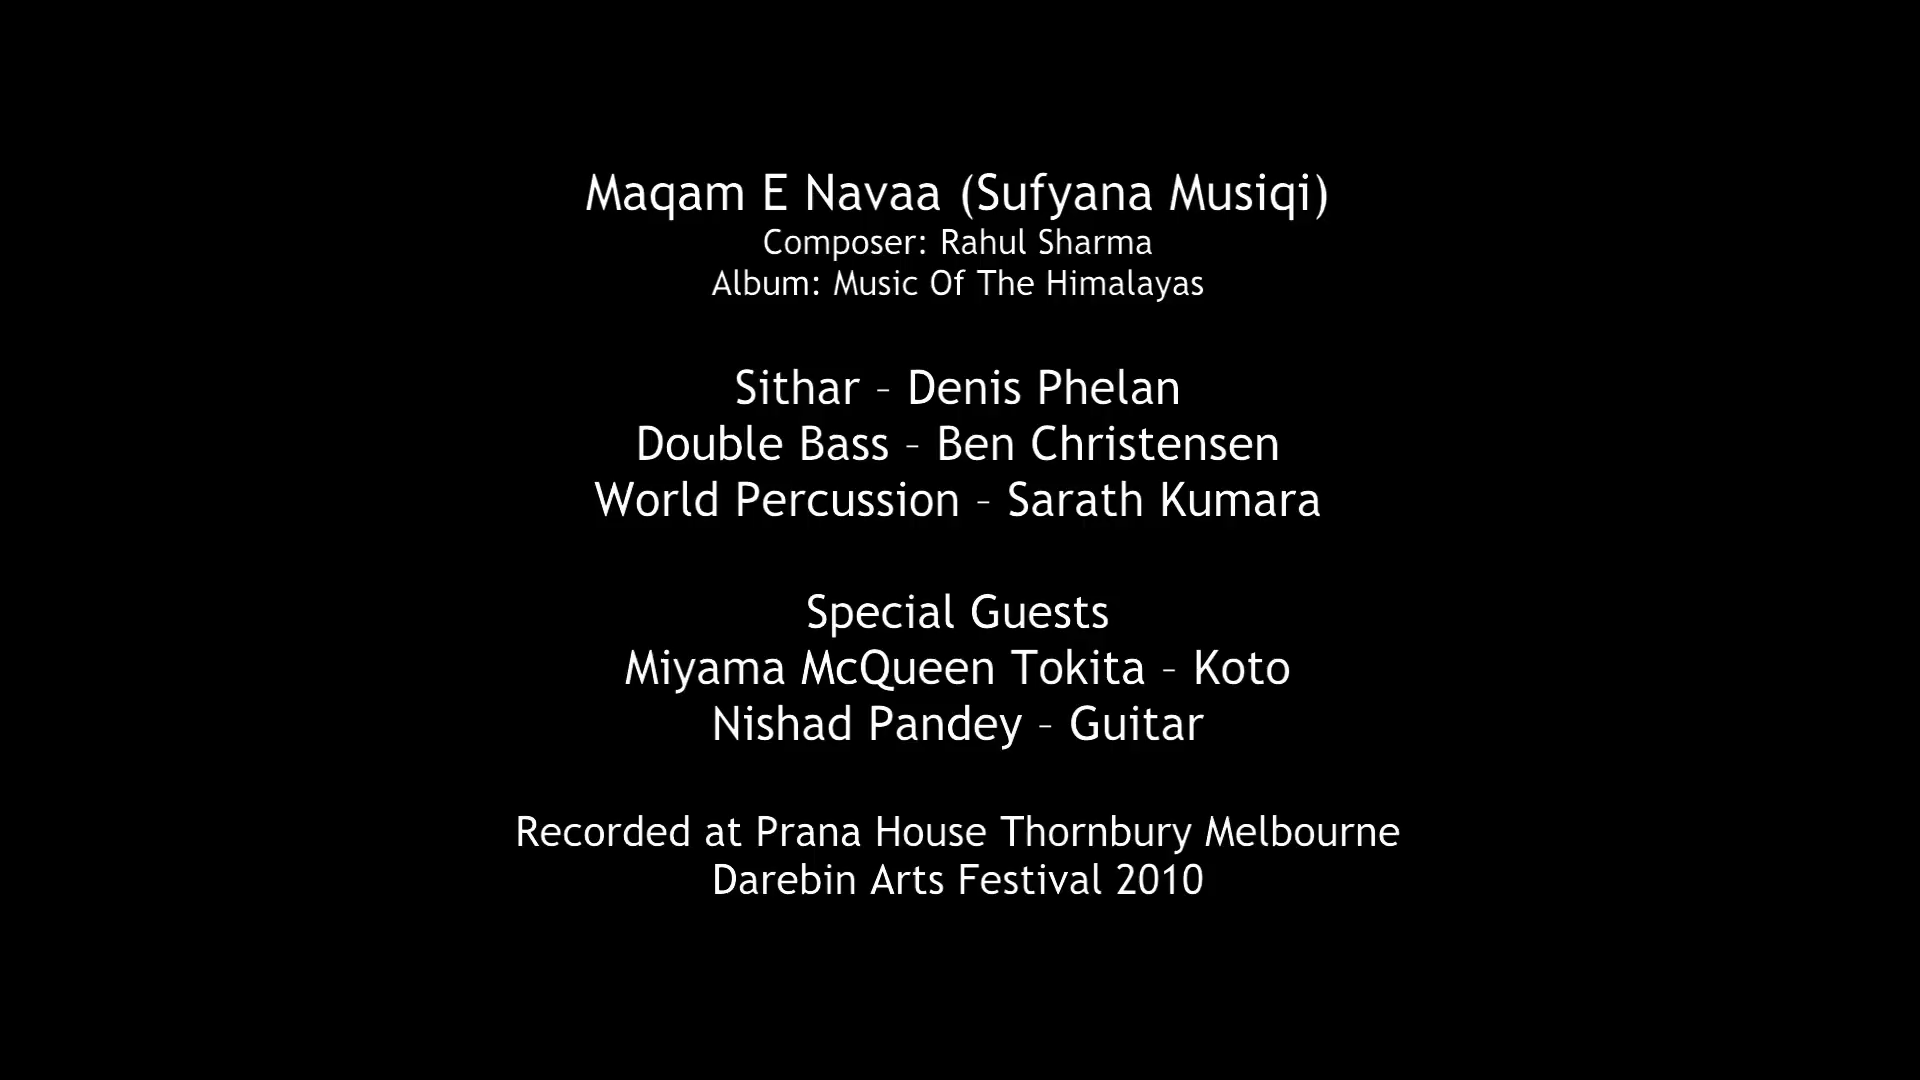 Maqam E Navaa (Sufyana Musiqi)
Composer: Rahul Sharma
Album: Music Of The Himalayas
Sithar – Denis Phelan
Double Bass – Ben Christensen
World Percussion – Sarath Kumara
Special Guests
Miyama McQueen Tokita – Koto
Nishad Pandey – Guitar
Recorded at Prana House Thornbury Melbourne
Darebin Arts Festival 2010